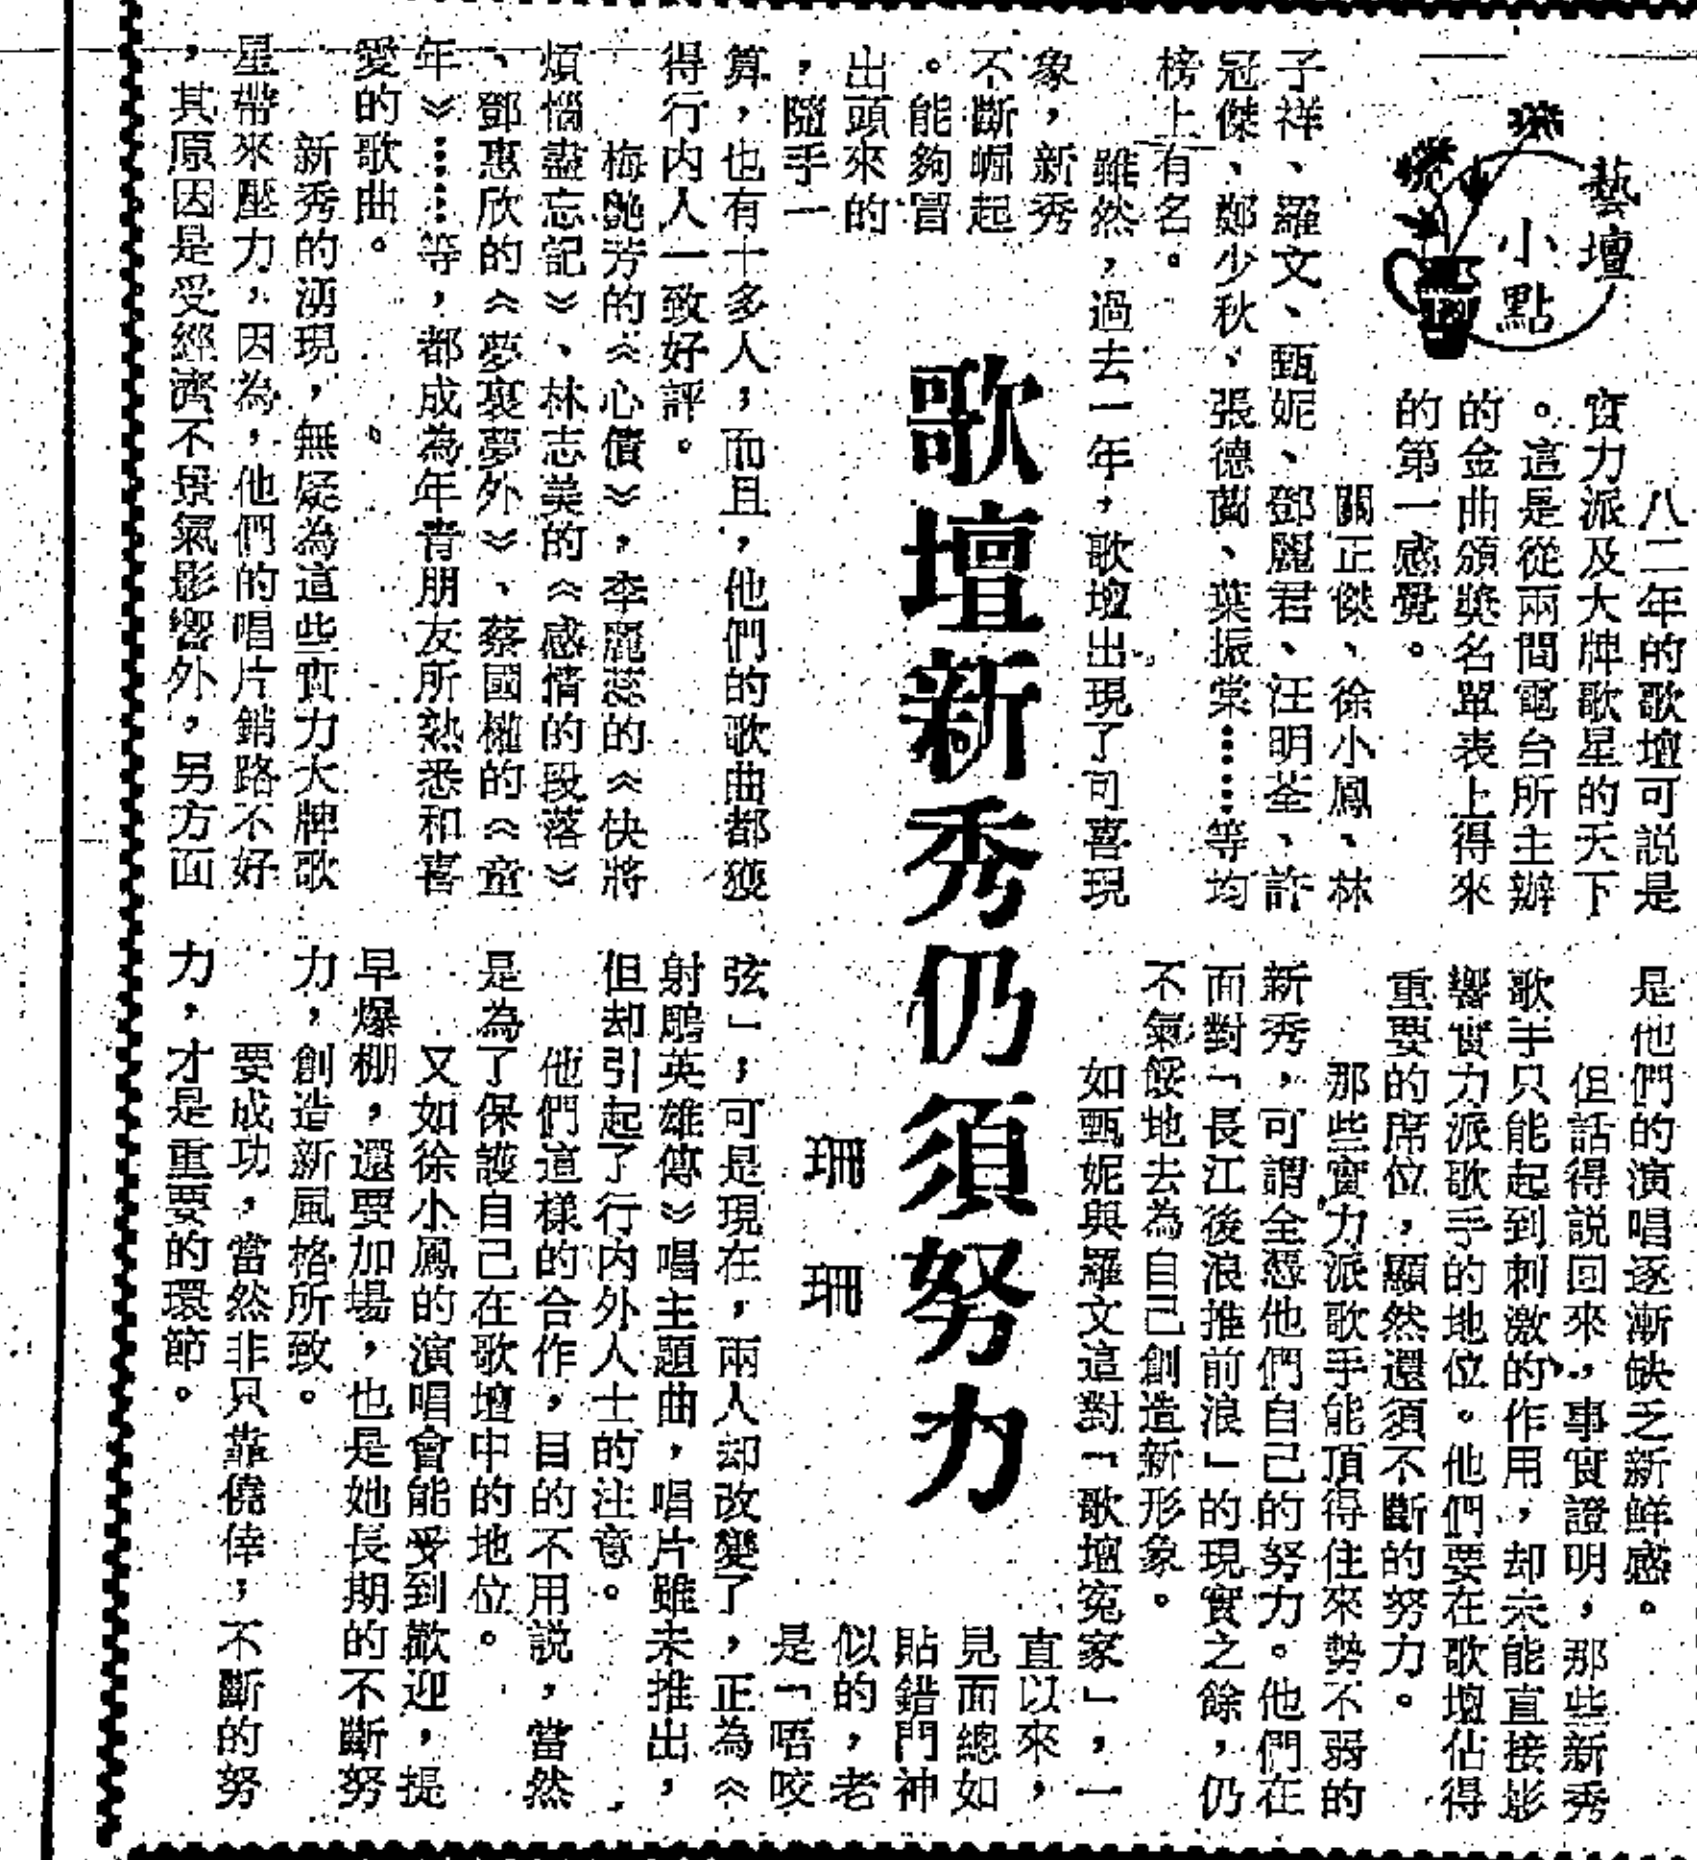 藝壇
小點
歌壇新秀仍須努力
珊珊
八二年的歌壇可説是
實力派及大牌歌星的天下
。這是從兩間電台所主辦
的金曲頒獎名單表上得來
的第一感覺。
關正傑、徐小鳳、林
子祥、羅文、甄妮、鄧麗君、汪明荃、許
冠傑、鄭少秋、張德蘭、葉振棠……等均
榜上有名。
雖然，過去一年，歌壇出現了可喜現
象，新秀
不斷崛起
。能夠冒
出頭來的
，隨手一
算，也有十多人，而且，他們的歌曲都獲
得行内人一致好評。
梅艷芳的《心債》，李麗蕊的《快將
煩惱盡忘記》、林志美的《感情的段落》
、鄧惠欣的《夢裏夢外》、蔡國權的《童
年》……等，都成為年青朋友所熟悉和喜
愛的歌曲。
新秀的湧現，無疑為這些實力大牌歌
星帶來壓力，因為，他們的唱片銷路不好
，其原因是受經濟不景氣影響外，另方面
是他們的演唱逐漸缺乏新鮮感。
但話得説回來，事實證明，那些新秀
歌手只能起到刺激的作用，却未能直接影
響實力派歌手的地位。他們要在歌壇佔得
重要的席位，顯然還須不斷的努力。
那些實力派歌手能頂得住來勢不弱的
新秀，可謂全憑他們自己的努力。他們在
面對「長江後浪推前浪」的現實之餘，仍
不氣餒地去為自己創造新形象。
如甄妮與羅文這對「歌壇冤家」，一
直以來，
見面總如
貼錯門神
似的，老
是「唔咬
弦」，可是現在，兩人却改變了，正為《
射鵰英雄傳》唱主題曲，唱片雖未推出，
但却引起了行内外人士的注意。
他們這樣的合作，目的不用説，當然
是為了保護自己在歌壇中的地位。
又如徐小鳳的演唱會能受到歡迎，提
早爆棚，還要加場，也是她長期的不斷努
力，創造新風格所致。
要成功，當然非只靠僥倖，不斷的努
力，才是重要的環節。